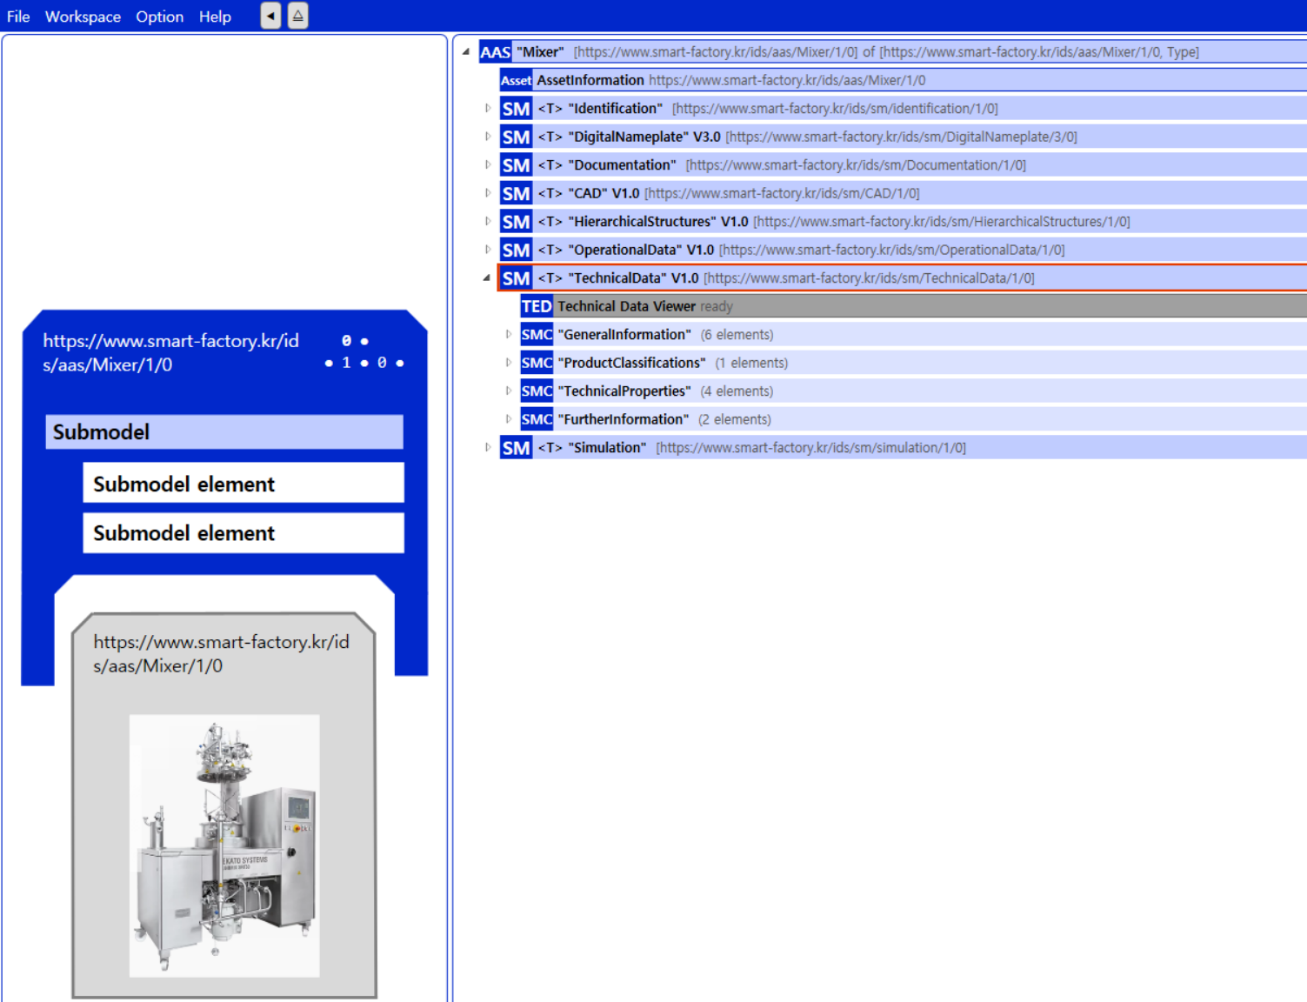 File Workspace Option Help
https://www.smart-factory.kr/id
s/aas/Mixer/1/0
0
1 0
Submodel
Submodel element
Submodel element
https://www.smart-factory.kr/id
s/aas/Mixer/1/0
EKATO SYSTEMS
AAS "Mixer" [https://www.smart-factory.kr/ids/aas/Mixer/1/0] of [https://www.smart-factory.kr/ids/aas/Mixer/1/0, Type]
Asset AssetInformation https://www.smart-factory.kr/ids/aas/Mixer/1/0
SM <T> "Identification" [https://www.smart-factory.kr/ids/sm/identification/1/0]
SM <T> "DigitalNameplate" V3.0 [https://www.smart-factory.kr/ids/sm/DigitalNameplate/3/0]
SM <T> "Documentation" [https://www.smart-factory.kr/ids/sm/Documentation/1/0]
SM <T> "CAD" V1.0 [https://www.smart-factory.kr/ids/sm/CAD/1/0]
SM <T> "HierarchicalStructures" V1.0 [https://www.smart-factory.kr/ids/sm/HierarchicalStructures/1/0]
SM <T> "OperationalData" V1.0 [https://www.smart-factory.kr/ids/sm/OperationalData/1/0]
SM <T> "TechnicalData" V1.0 [https://www.smart-factory.kr/ids/sm/TechnicalData/1/0]
TED Technical Data Viewer ready
SMC "GeneralInformation" (6 elements)
SMC "ProductClassifications" (1 elements)
SMC "TechnicalProperties" (4 elements)
SMC "FurtherInformation" (2 elements)
SM <T> "Simulation" [https://www.smart-factory.kr/ids/sm/simulation/1/0]